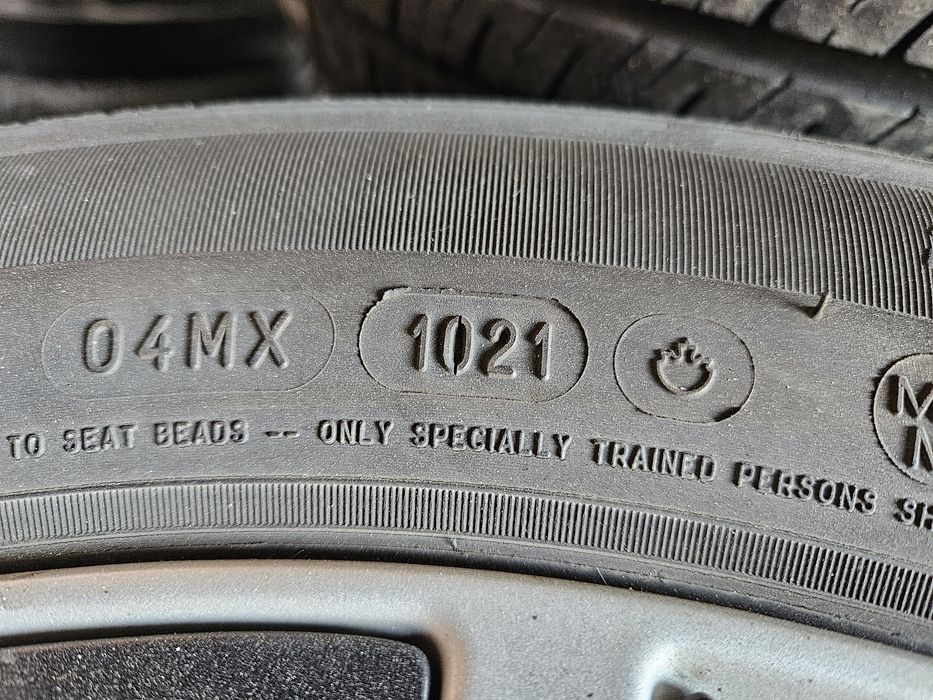 04MX 1021
TO SEAT BEADS -- ONLY SPECIALLY TRAINED PERSONS